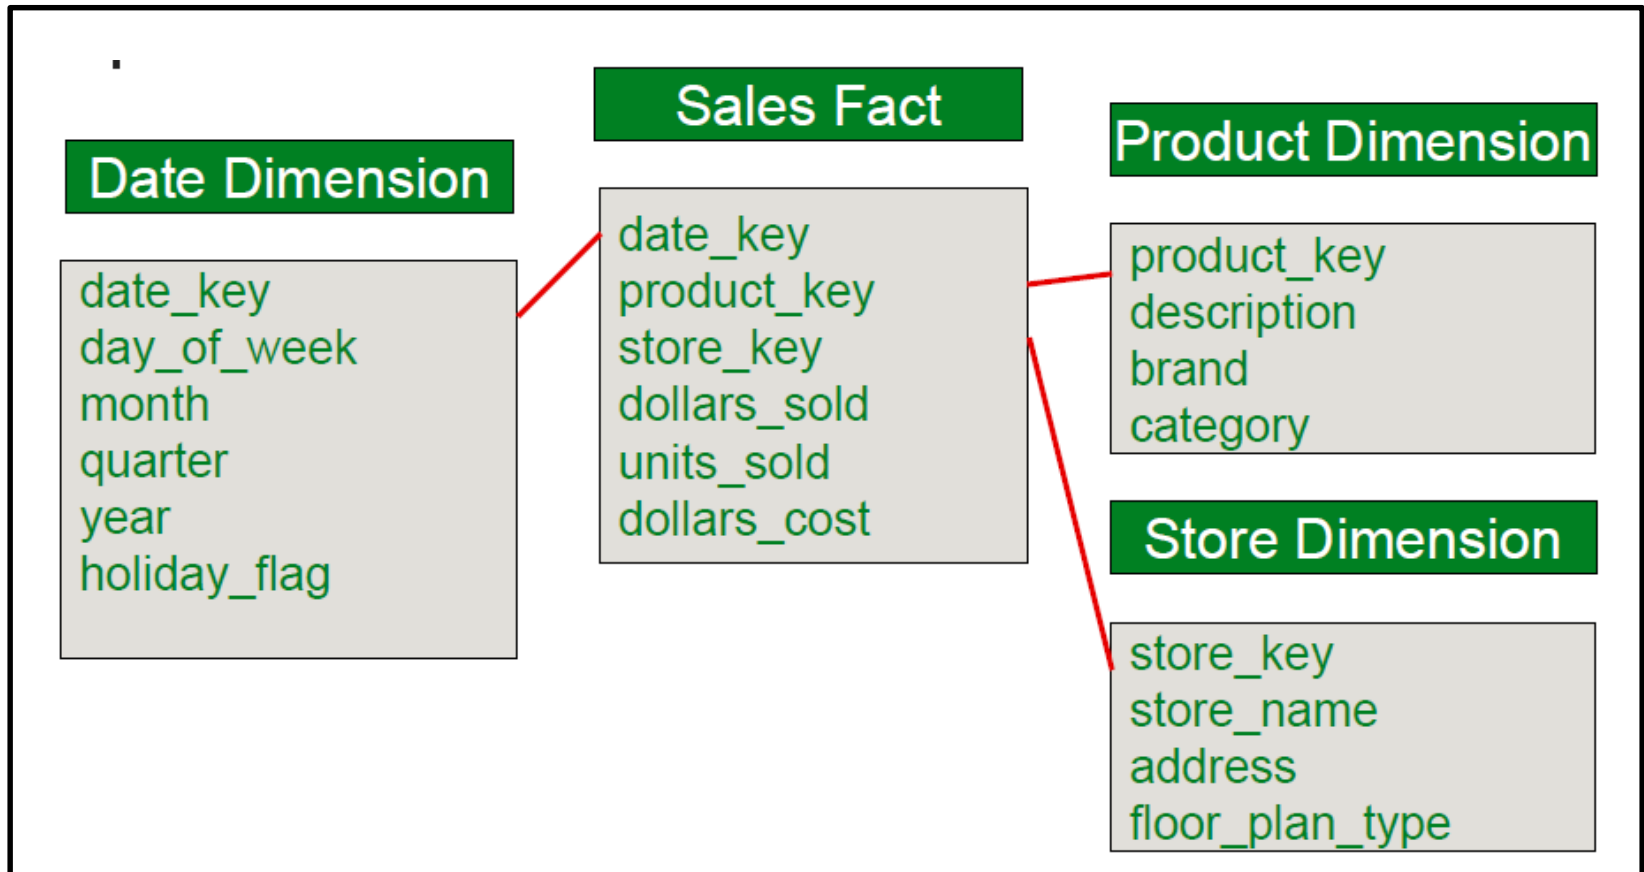 Date Dimension
date_key
day_of_week
month
quarter
year
holiday_flag
Sales Fact
date_key
product_key
store_key
dollars_sold
units_sold
dollars_cost
Product Dimension
product_key
description
brand
category
Store Dimension
store_key
store_name
address
floor_plan_type